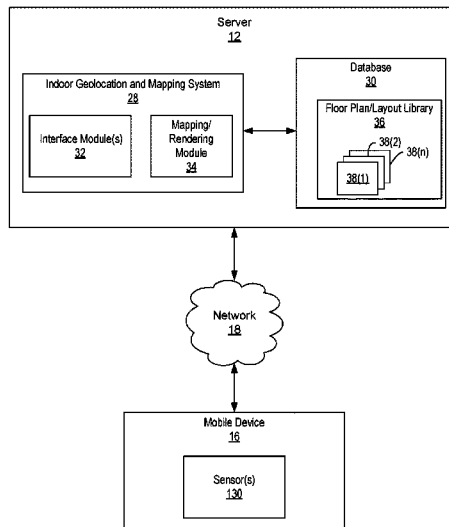 Server
12
Indoor Geolocation and Mapping System
28
Interface Module(s)
32
Mapping/
Rendering
Module
34
Database
30
Floor Plan/Layout Library
36
38(2)
38(n)
38(1)
Network
18
Mobile Device
16
Sensor(s)
130